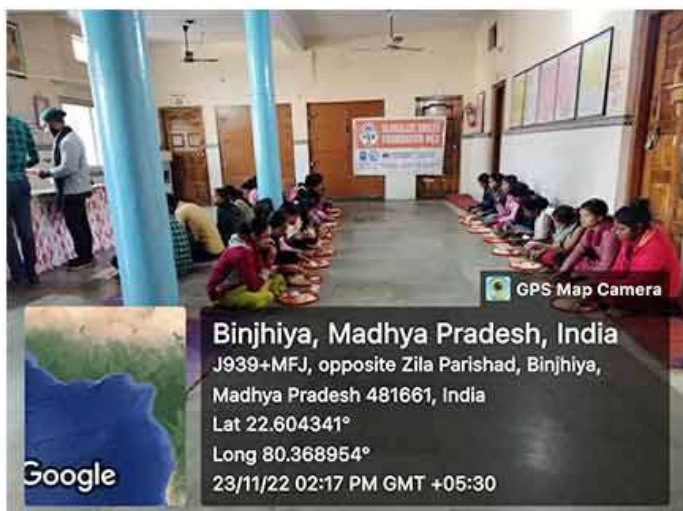 GPS Map Camera
Binjhiya, Madhya Pradesh, India
J939+MFJ, opposite Zila Parishad, Binjhiya,
Madhya Pradesh 481661, India
Lat 22.604341°
Long 80.368954°
23/11/22 02:17 PM GMT +05:30
Google